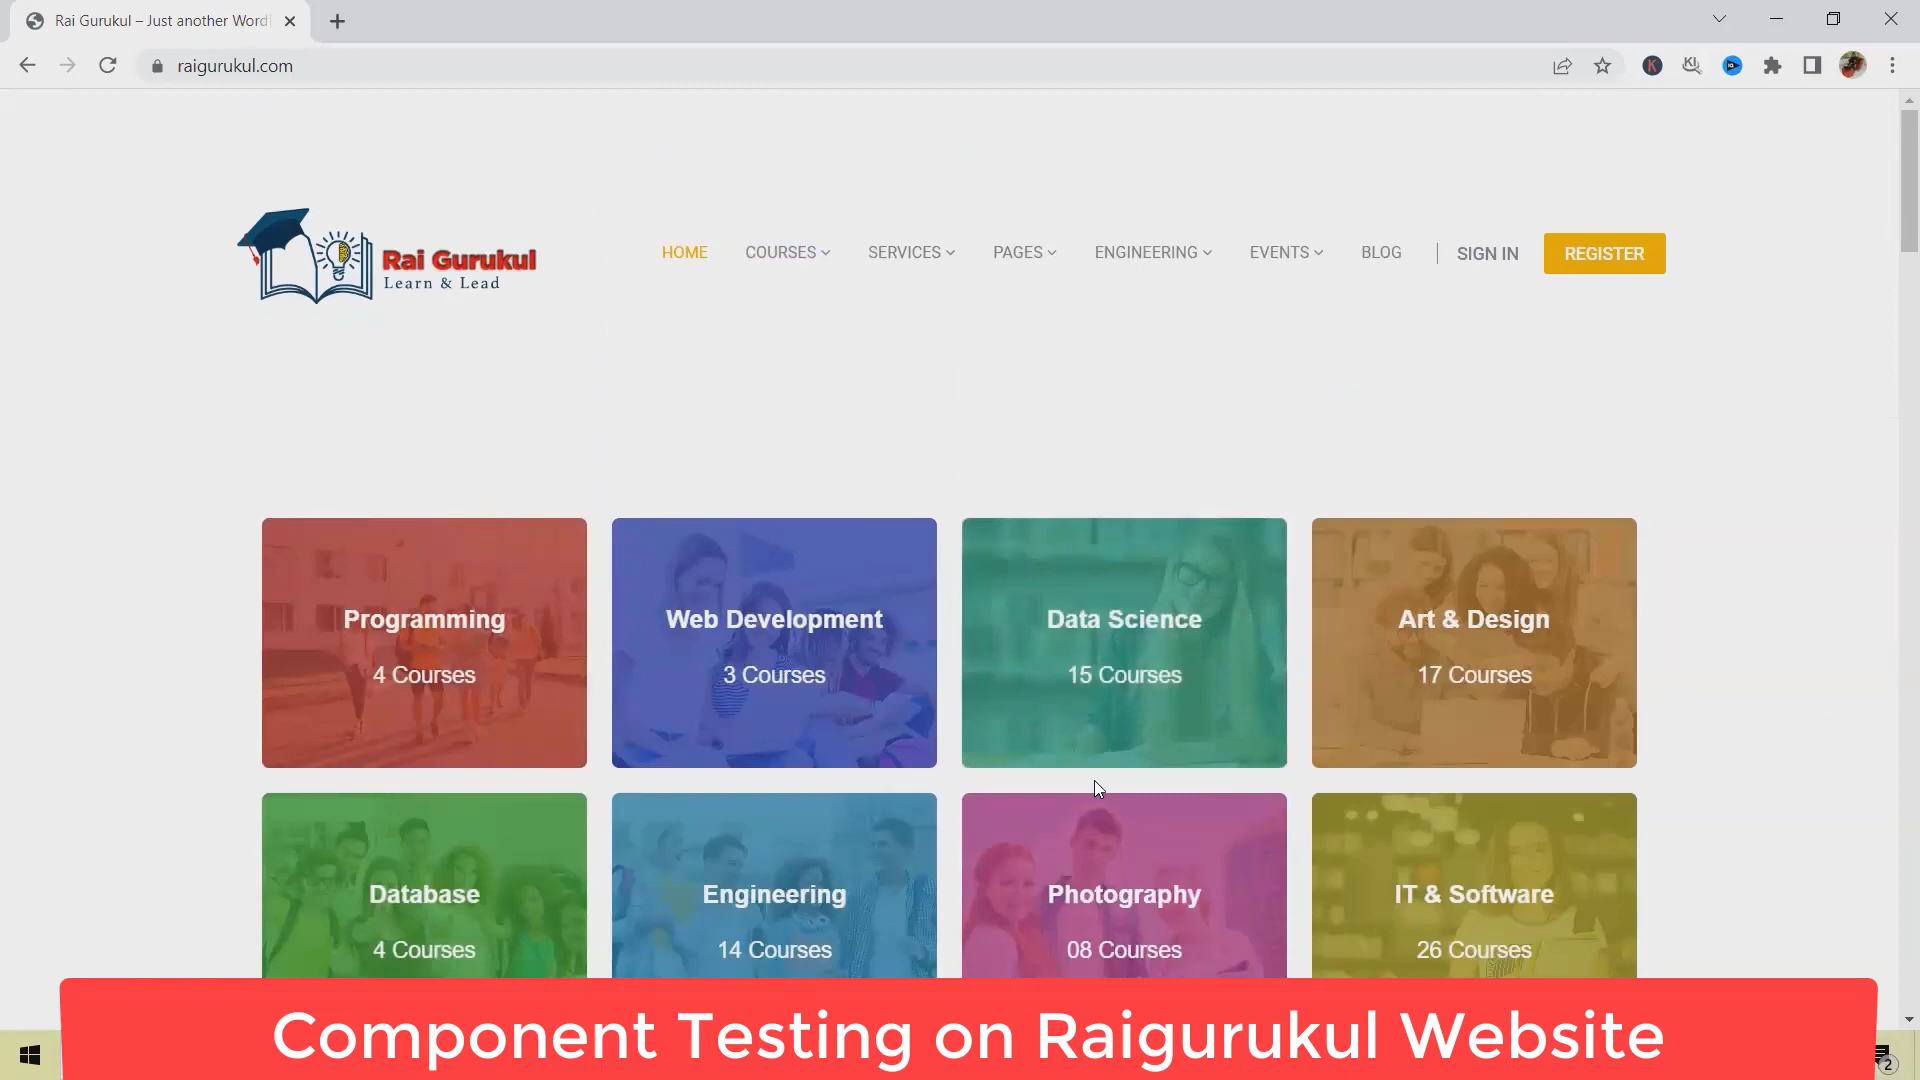 Rai Gurukul – Just another Word
raigurukul.com
Rai Gurukul
Learn & Lead
HOME
COURSES
SERVICES
PAGES
ENGINEERING
EVENTS
BLOG
SIGN IN
REGISTER
Programming
4 Courses
Web Development
3 Courses
Data Science
15 Courses
Art & Design
17 Courses
Database
4 Courses
Engineering
14 Courses
Photography
08 Courses
IT & Software
26 Courses
Component Testing on Raigurukul Website
2